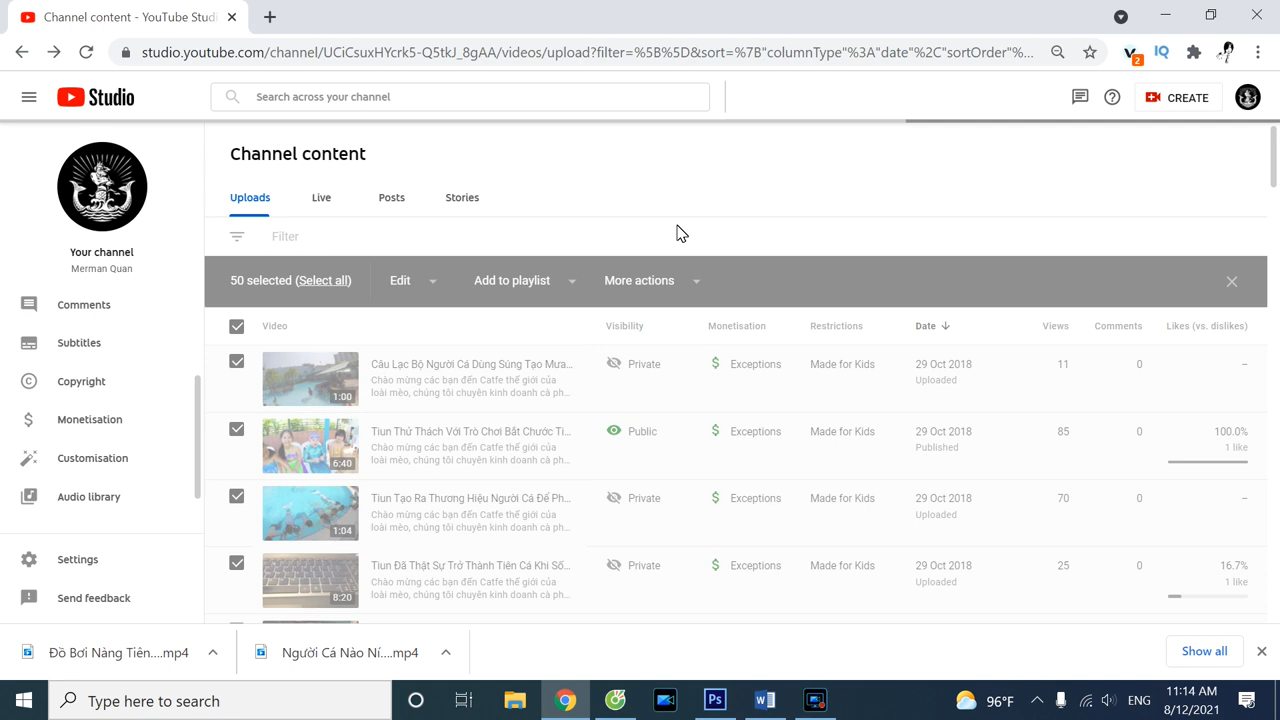 Channel content - YouTube Studi
studio.youtube.com/channel/UCiCsuxHYcrk5-Q5tkJ_8gAA/videos/upload?filter=%5B%5D&sort=%7B"columnType"%3A"date"%2C"sortOrder"%...
2
IQ
Studio
Search across your channel
CREATE
Your channel
Merman Quan
Comments
Subtitles
Copyright
Monetisation
Customisation
Audio library
Settings
Send feedback
Channel content
Uploads Live Posts Stories
Filter
50 selected (Select all) Edit Add to playlist More actions
Video Visibility Monetisation Restrictions Date Views Comments Likes (vs. dislikes)
Câu Lạc Bộ Người Cá Dùng Súng Tạo Mưa... Private $ Exceptions Made for Kids 29 Oct 2018 11 0 –
Chào mừng các bạn đến Catfe thế giới của Uploaded
loài mèo, chúng tôi chuyên kinh doanh cà ph...
1:00
Tiun Thử Thách Với Trò Chơi Bắt Chước Ti... Public $ Exceptions Made for Kids 29 Oct 2018 85 0 100.0%
Chào mừng các bạn đến Catfe thế giới của Published 1 like
loài mèo, chúng tôi chuyên kinh doanh cà ph...
6:40
Tiun Tạo Ra Thương Hiệu Người Cá Để Ph... Private $ Exceptions Made for Kids 29 Oct 2018 70 0 –
Chào mừng các bạn đến Catfe thế giới của Uploaded
loài mèo, chúng tôi chuyên kinh doanh cà ph...
1:04
Tiun Đã Thật Sự Trở Thành Tiên Cá Khi Số... Private $ Exceptions Made for Kids 29 Oct 2018 25 0 16.7%
Chào mừng các bạn đến Catfe thế giới của Uploaded 1 like
loài mèo, chúng tôi chuyên kinh doanh cà ph...
8:20
Đồ Bơi Nàng Tiên....mp4 Người Cá Nào Ní....mp4 Show all
Type here to search
Ps
W
96°F
ENG
11:14 AM
8/12/2021